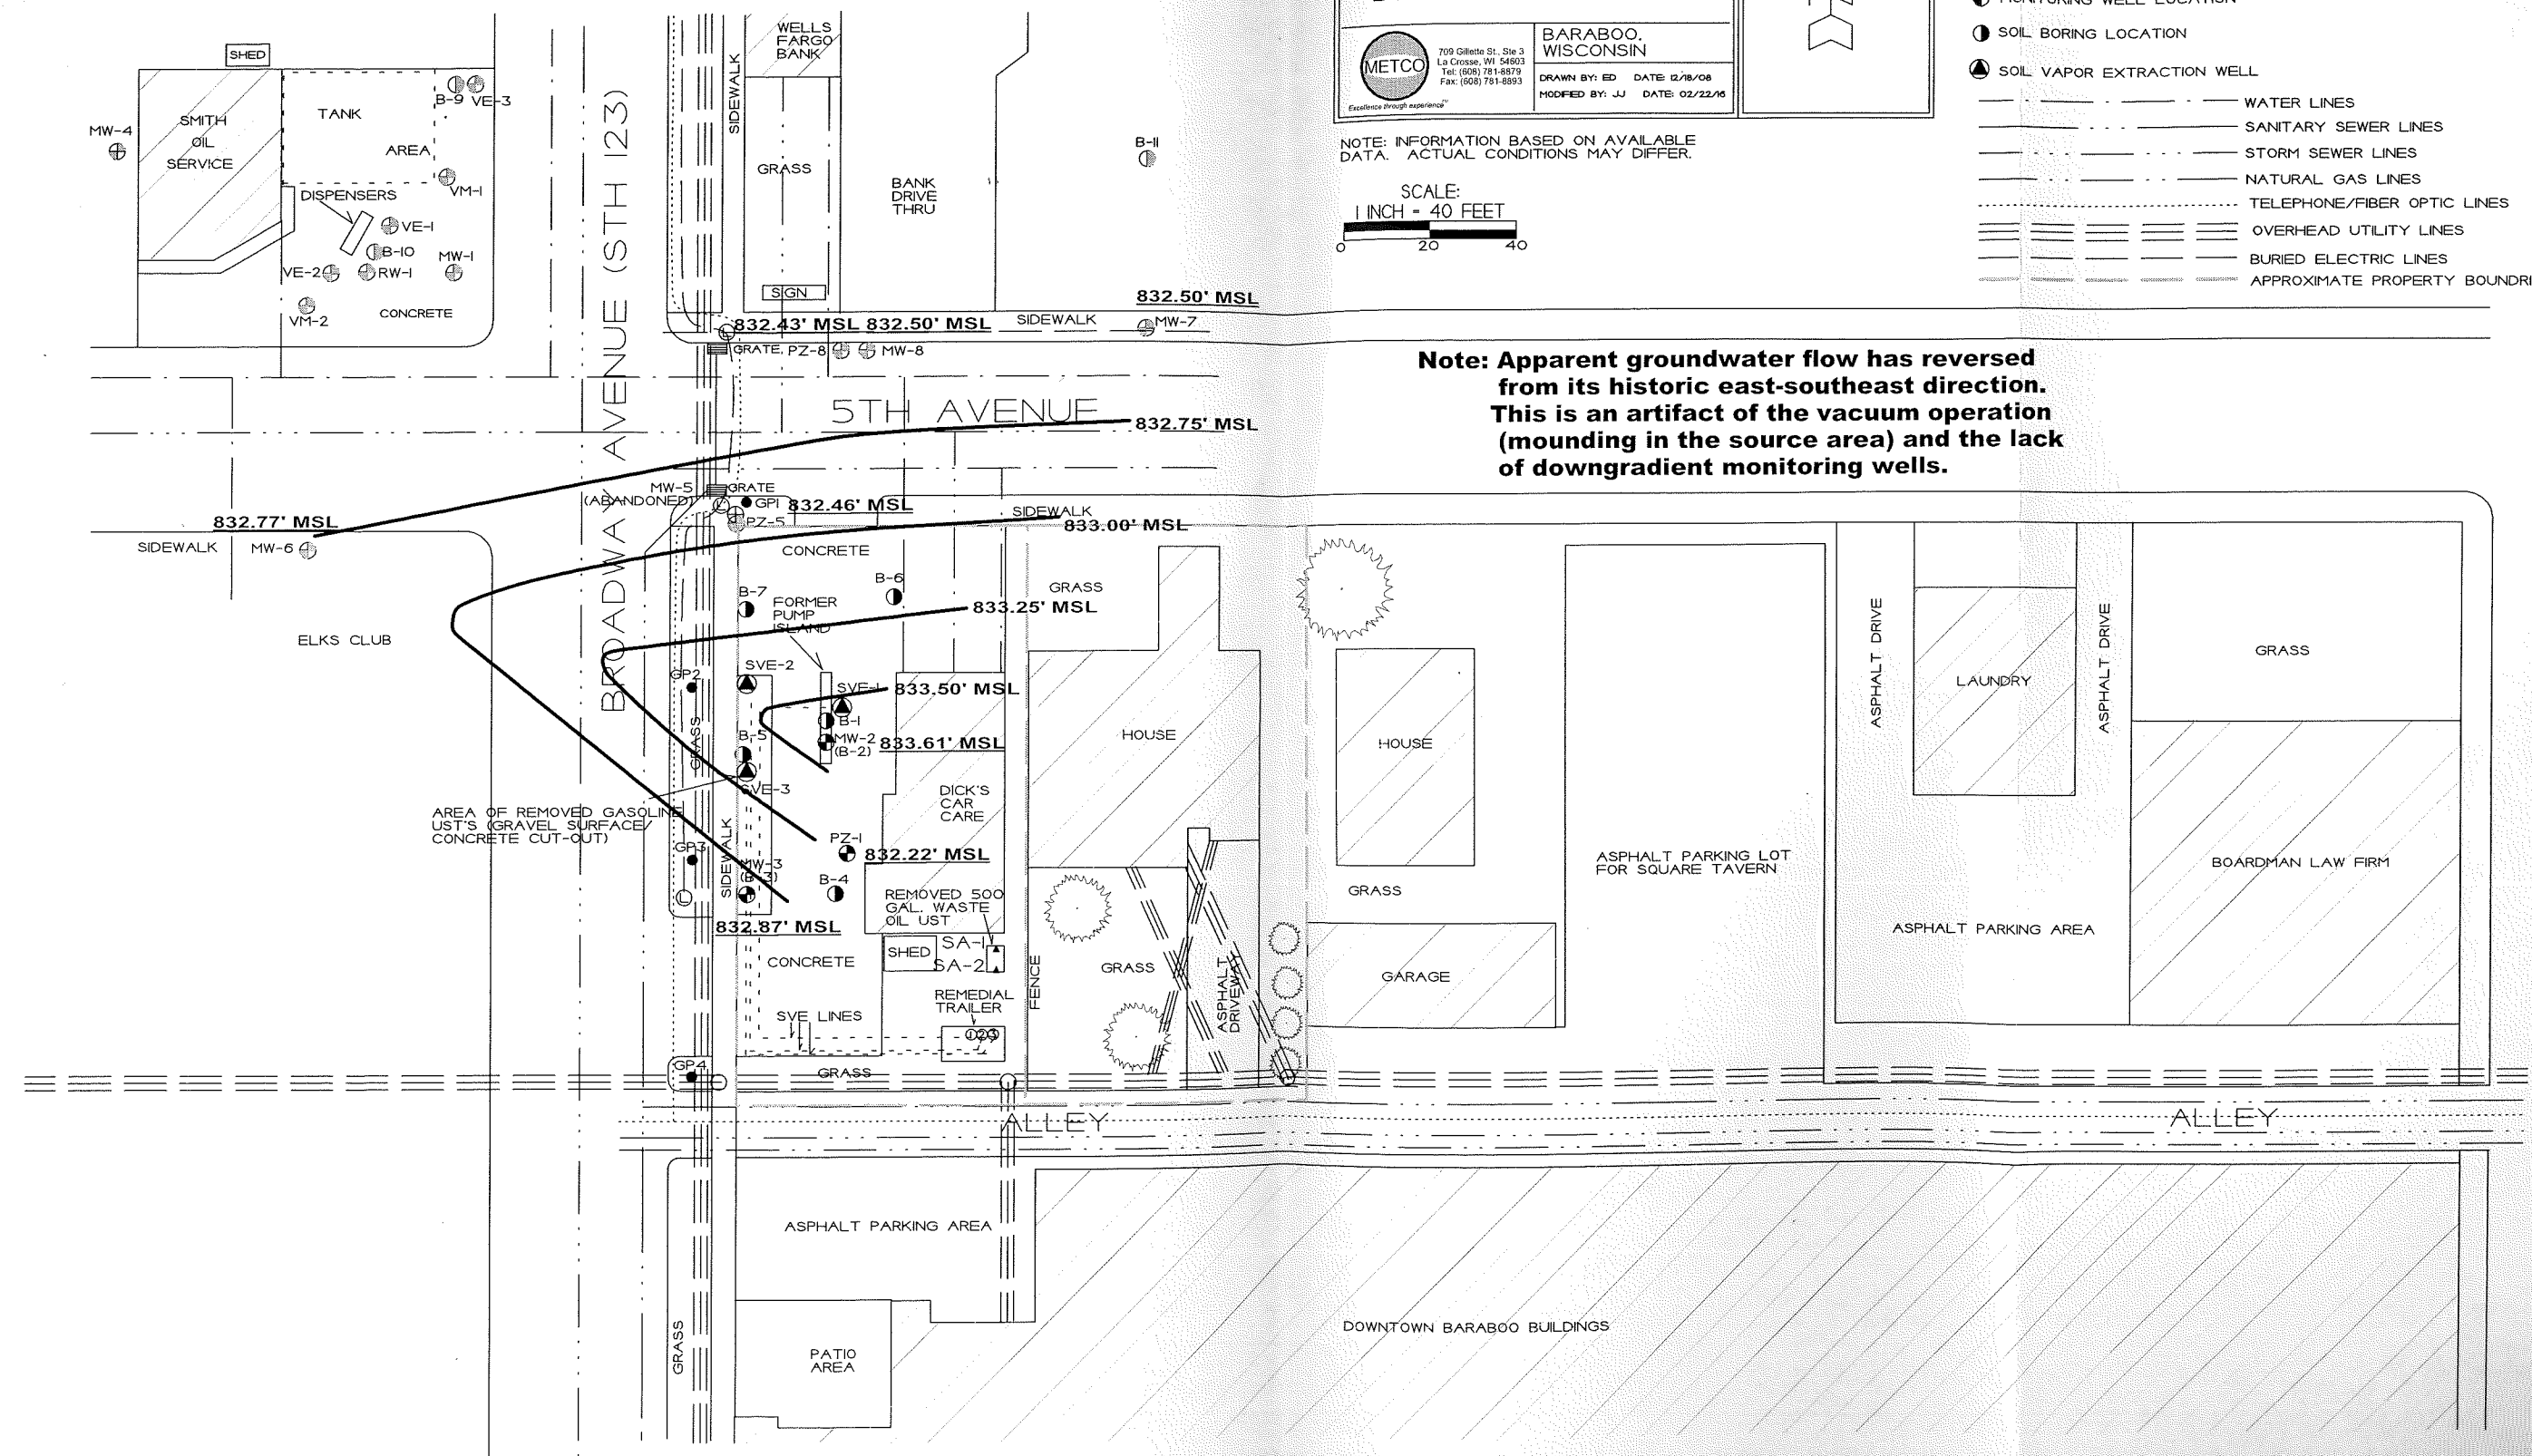 WELLS
FARGO
BANK
SHED
TANK
AREA
SMITH
OIL
SERVICE
B-9 VE-3
MW-4
VM-1
DISPENSERS
VE-1
B-10
MW-1
VE-2
RW-1
VM-2
CONCRETE
BROADWAY AVENUE (STH 123)
SIDEWALK
GRASS
BANK
DRIVE
THRU
SIGN
B-11
METCO
Excellence through experience
709 Gillette St., Ste 3
La Crosse, WI 54603
Tel: (608) 781-8879
Fax: (608) 781-8893
BARABOO,
WISCONSIN
DRAWN BY: ED DATE: 12/18/08
MODIFIED BY: JJ DATE: 02/22/16
NOTE: INFORMATION BASED ON AVAILABLE
DATA. ACTUAL CONDITIONS MAY DIFFER.
SCALE:
1 INCH = 40 FEET
0 20 40
MONITORING WELL LOCATION
SOIL BORING LOCATION
SOIL VAPOR EXTRACTION WELL
WATER LINES
SANITARY SEWER LINES
STORM SEWER LINES
NATURAL GAS LINES
TELEPHONE/FIBER OPTIC LINES
OVERHEAD UTILITY LINES
BURIED ELECTRIC LINES
APPROXIMATE PROPERTY BOUNDRI
832.50' MSL
832.43' MSL 832.50' MSL
SIDEWALK
MW-7
GRATE
PZ-8
MW-8
Note: Apparent groundwater flow has reversed
from its historic east-southeast direction.
This is an artifact of the vacuum operation
(mounding in the source area) and the lack
of downgradient monitoring wells.
5TH AVENUE
832.75' MSL
MW-5
(ABANDONED)
GRATE
GP1
832.46' MSL
PZ-5
SIDEWALK
833.00' MSL
832.77' MSL
SIDEWALK
MW-6
CONCRETE
ELKS CLUB
B-7
B-6
FORMER
PUMP
ISLAND
GRASS
833.25' MSL
GP2
SVE-2
SVE-1
833.50' MSL
B-1
GRASS
B-5
MW-2
(B-2)
833.61' MSL
SVE-3
HOUSE
HOUSE
DICK'S
CAR
CARE
AREA OF REMOVED GASOLINE
UST'S (GRAVEL SURFACE/
CONCRETE CUT-OUT)
SIDEWALK
GP3
MW-3
(B-3)
PZ-1
832.22' MSL
B-4
REMOVED 500
GAL. WASTE
OIL UST
832.87' MSL
SHED
SA-1
SA-2
CONCRETE
REMEDIAL
TRAILER
1 2 3
SVE LINES
FENCE
GRASS
ASPHALT
DRIVEWAY
GRASS
GARAGE
ASPHALT PARKING LOT
FOR SQUARE TAVERN
ASPHALT DRIVE
LAUNDRY
ASPHALT DRIVE
GRASS
BOARDMAN LAW FIRM
ASPHALT PARKING AREA
GP4
GRASS
ALLEY
ALLEY
ASPHALT PARKING AREA
GRASS
PATIO
AREA
DOWNTOWN BARABOO BUILDINGS